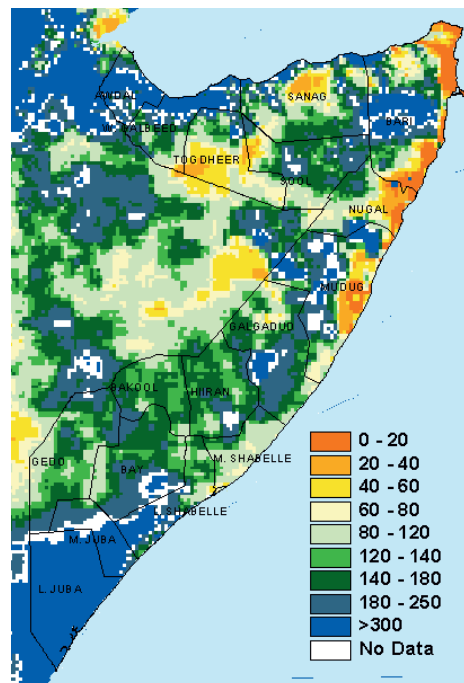 AWDAL
W. GALBEED
SANAG
BARI
TOGDHEER
SOOL
NUGAL
MUDUG
GALGADUD
BAKOOL
HIIRAN
GEDO
BAY
M. SHABELLE
L. SHABELLE
M. JUBA
L. JUBA
0 - 20
20 - 40
40 - 60
60 - 80
80 - 120
120 - 140
140 - 180
180 - 250
>300
No Data